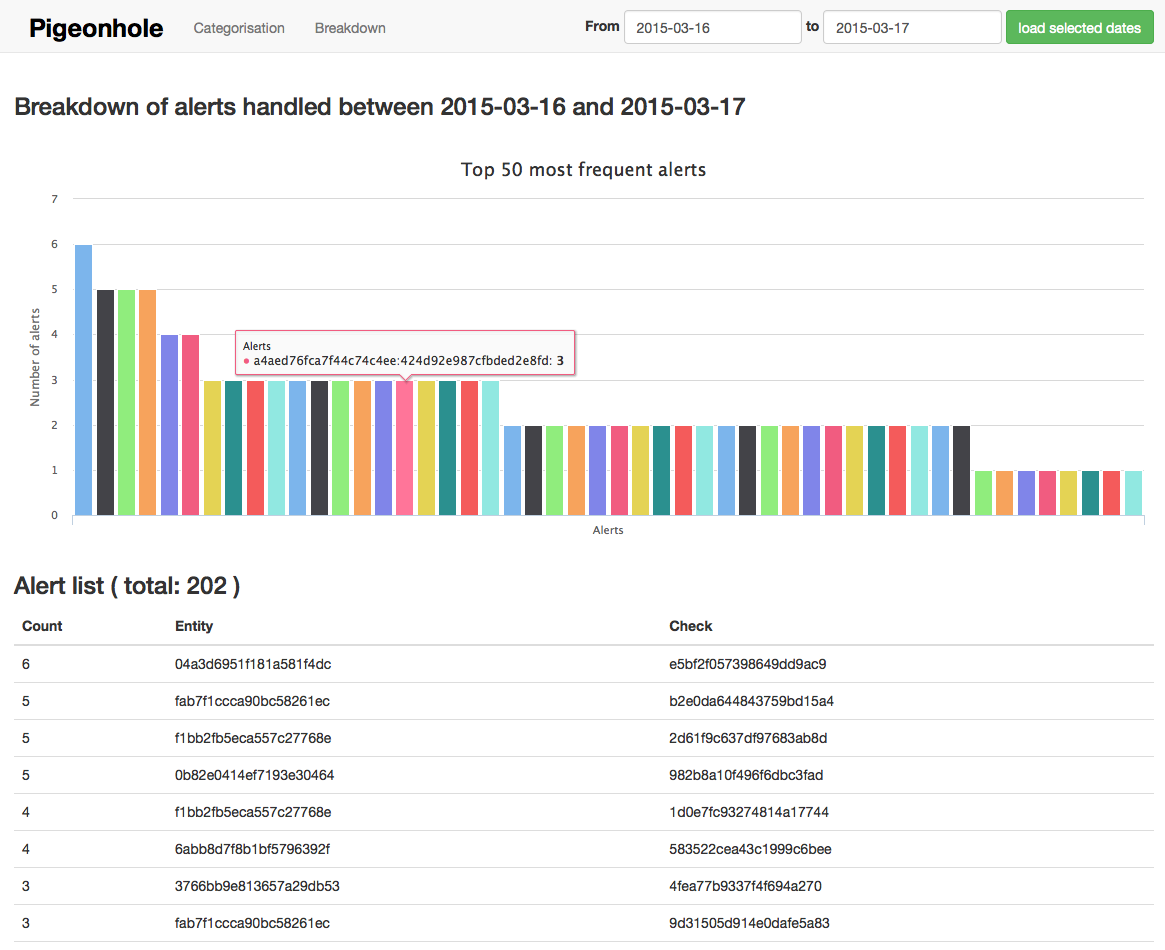 Pigeonhole Categorisation Breakdown From 2015-03-16 to 2015-03-17 load selected dates
Breakdown of alerts handled between 2015-03-16 and 2015-03-17
Top 50 most frequent alerts
7
6
5
4
3
2
1
0
Number of alerts
Alerts
a4aed76fca7f44c74c4ee:424d92e987cfbded2e8fd: 3
Alerts
Alert list ( total: 202 )
Count Entity Check
6 04a3d6951f181a581f4dc e5bf2f057398649dd9ac9
5 fab7f1ccca90bc58261ec b2e0da644843759bd15a4
5 f1bb2fb5eca557c27768e 2d61f9c637df97683ab8d
5 0b82e0414ef7193e30464 982b8a10f496f6dbc3fad
4 f1bb2fb5eca557c27768e 1d0e7fc93274814a17744
4 6abb8d7f8b1bf5796392f 583522cea43c1999c6bee
3 3766bb9e813657a29db53 4fea77b9337f4f694a270
3 fab7f1ccca90bc58261ec 9d31505d914e0dafe5a83